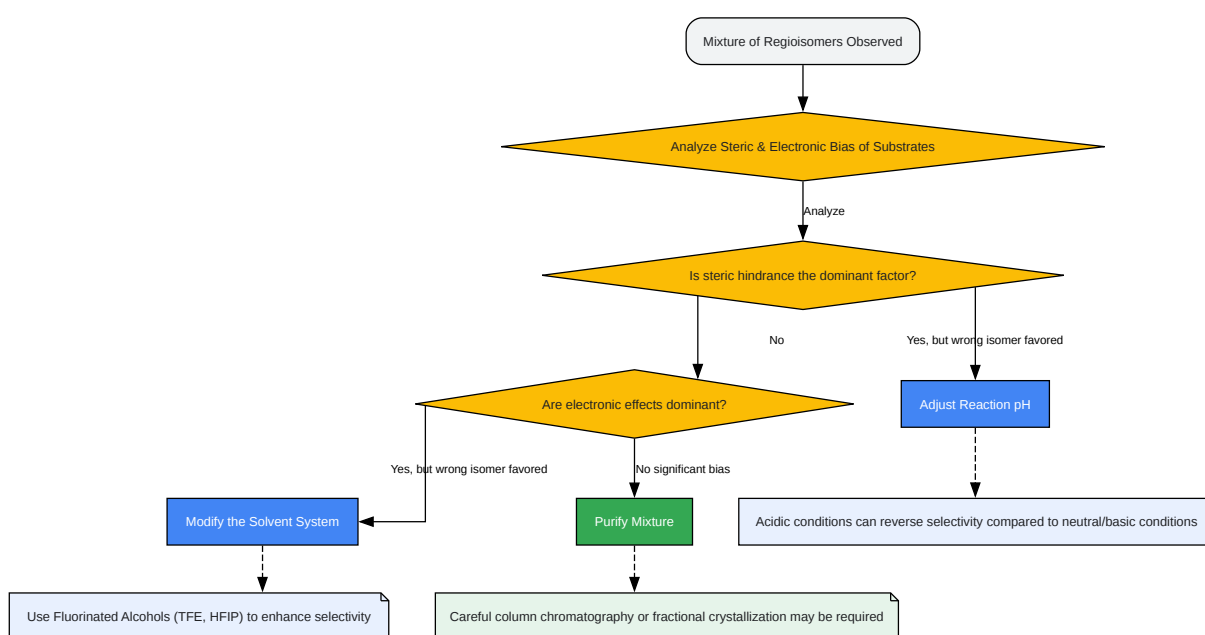 Mixture of Regioisomers Observed
Analyze Steric & Electronic Bias of Substrates
Analyze
Is steric hindrance the dominant factor?
No
Yes, but wrong isomer favored
Are electronic effects dominant?
Adjust Reaction pH
Yes, but wrong isomer favored
No significant bias
Modify the Solvent System
Purify Mixture
Acidic conditions can reverse selectivity compared to neutral/basic conditions
Use Fluorinated Alcohols (TFE, HFIP) to enhance selectivity
Careful column chromatography or fractional crystallization may be required